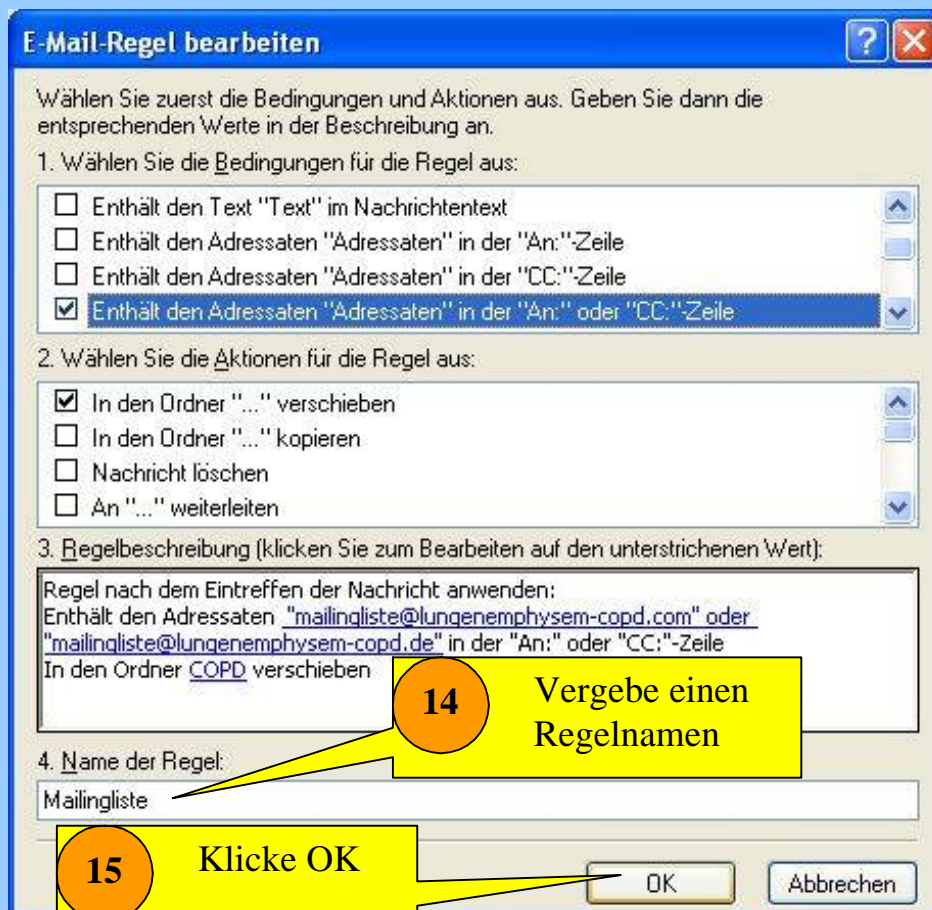 E-Mail-Regel bearbeiten
Wählen Sie zuerst die Bedingungen und Aktionen aus. Geben Sie dann die
entsprechenden Werte in der Beschreibung an.
1. Wählen Sie die Bedingungen für die Regel aus:
Enthält den Text "Text" im Nachrichtentext
Enthält den Adressaten "Adressaten" in der "An:"-Zeile
Enthält den Adressaten "Adressaten" in der "CC:"-Zeile
Enthält den Adressaten "Adressaten" in der "An:" oder "CC:"-Zeile
2. Wählen Sie die Aktionen für die Regel aus:
In den Ordner "..." verschieben
In den Ordner "..." kopieren
Nachricht löschen
An "..." weiterleiten
3. Regelbeschreibung (klicken Sie zum Bearbeiten auf den unterstrichenen Wert):
Regel nach dem Eintreffen der Nachricht anwenden:
Enthält den Adressaten "mailingliste@lungenemphysem-copd.com" oder
"mailingliste@lungenemphysem-copd.de" in der "An:" oder "CC:"-Zeile
In den Ordner COPD verschieben
14 Vergebe einen
Regelnamen
4. Name der Regel:
Mailingliste
15 Klicke OK
OK Abbrechen